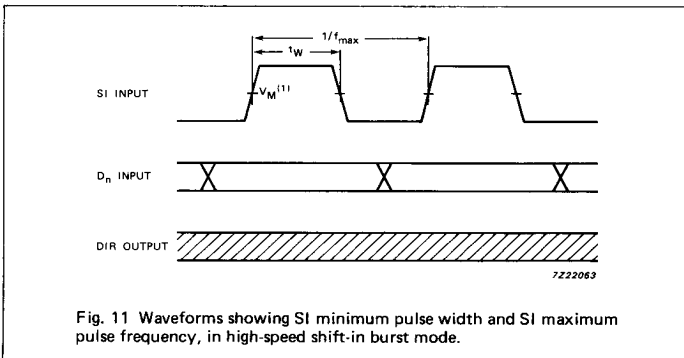 1/fmax
tW
SI INPUT
VM(1)
Dn INPUT
DIR OUTPUT
7Z22063
Fig. 11 Waveforms showing SI minimum pulse width and SI maximum
pulse frequency, in high-speed shift-in burst mode.